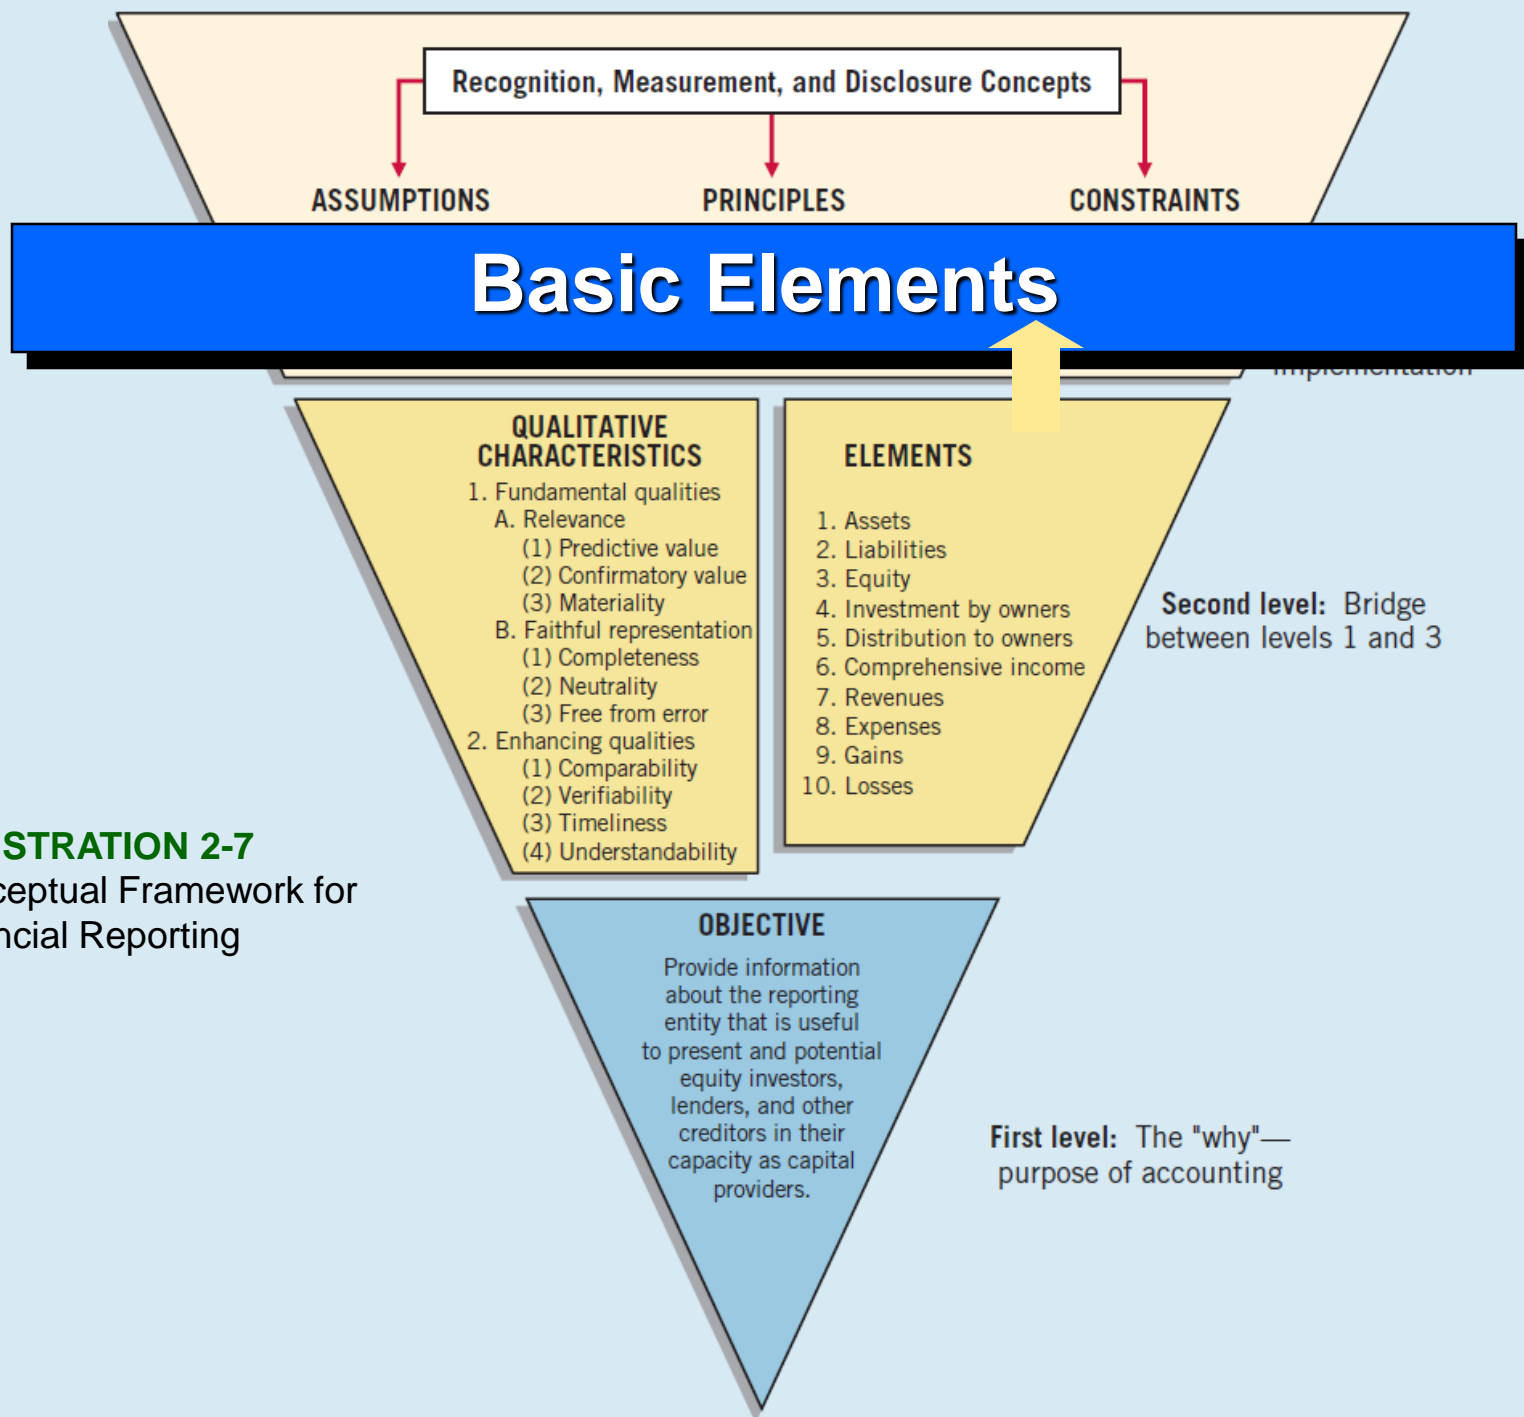 Recognition, Measurement, and Disclosure Concepts
ASSUMPTIONS
PRINCIPLES
CONSTRAINTS
Basic Elements
QUALITATIVE
CHARACTERISTICS
1. Fundamental qualities
A. Relevance
(1) Predictive value
(2) Confirmatory value
(3) Materiality
B. Faithful representation
(1) Completeness
(2) Neutrality
(3) Free from error
2. Enhancing qualities
(1) Comparability
(2) Verifiability
(3) Timeliness
(4) Understandability
ELEMENTS
1. Assets
2. Liabilities
3. Equity
4. Investment by owners
5. Distribution to owners
6. Comprehensive income
7. Revenues
8. Expenses
9. Gains
10. Losses
Second level: Bridge
between levels 1 and 3
STRATION 2-7
ceptual Framework for
ncial Reporting
OBJECTIVE
Provide information
about the reporting
entity that is useful
to present and potential
equity investors,
lenders, and other
creditors in their
capacity as capital
providers.
First level: The "why"—
purpose of accounting